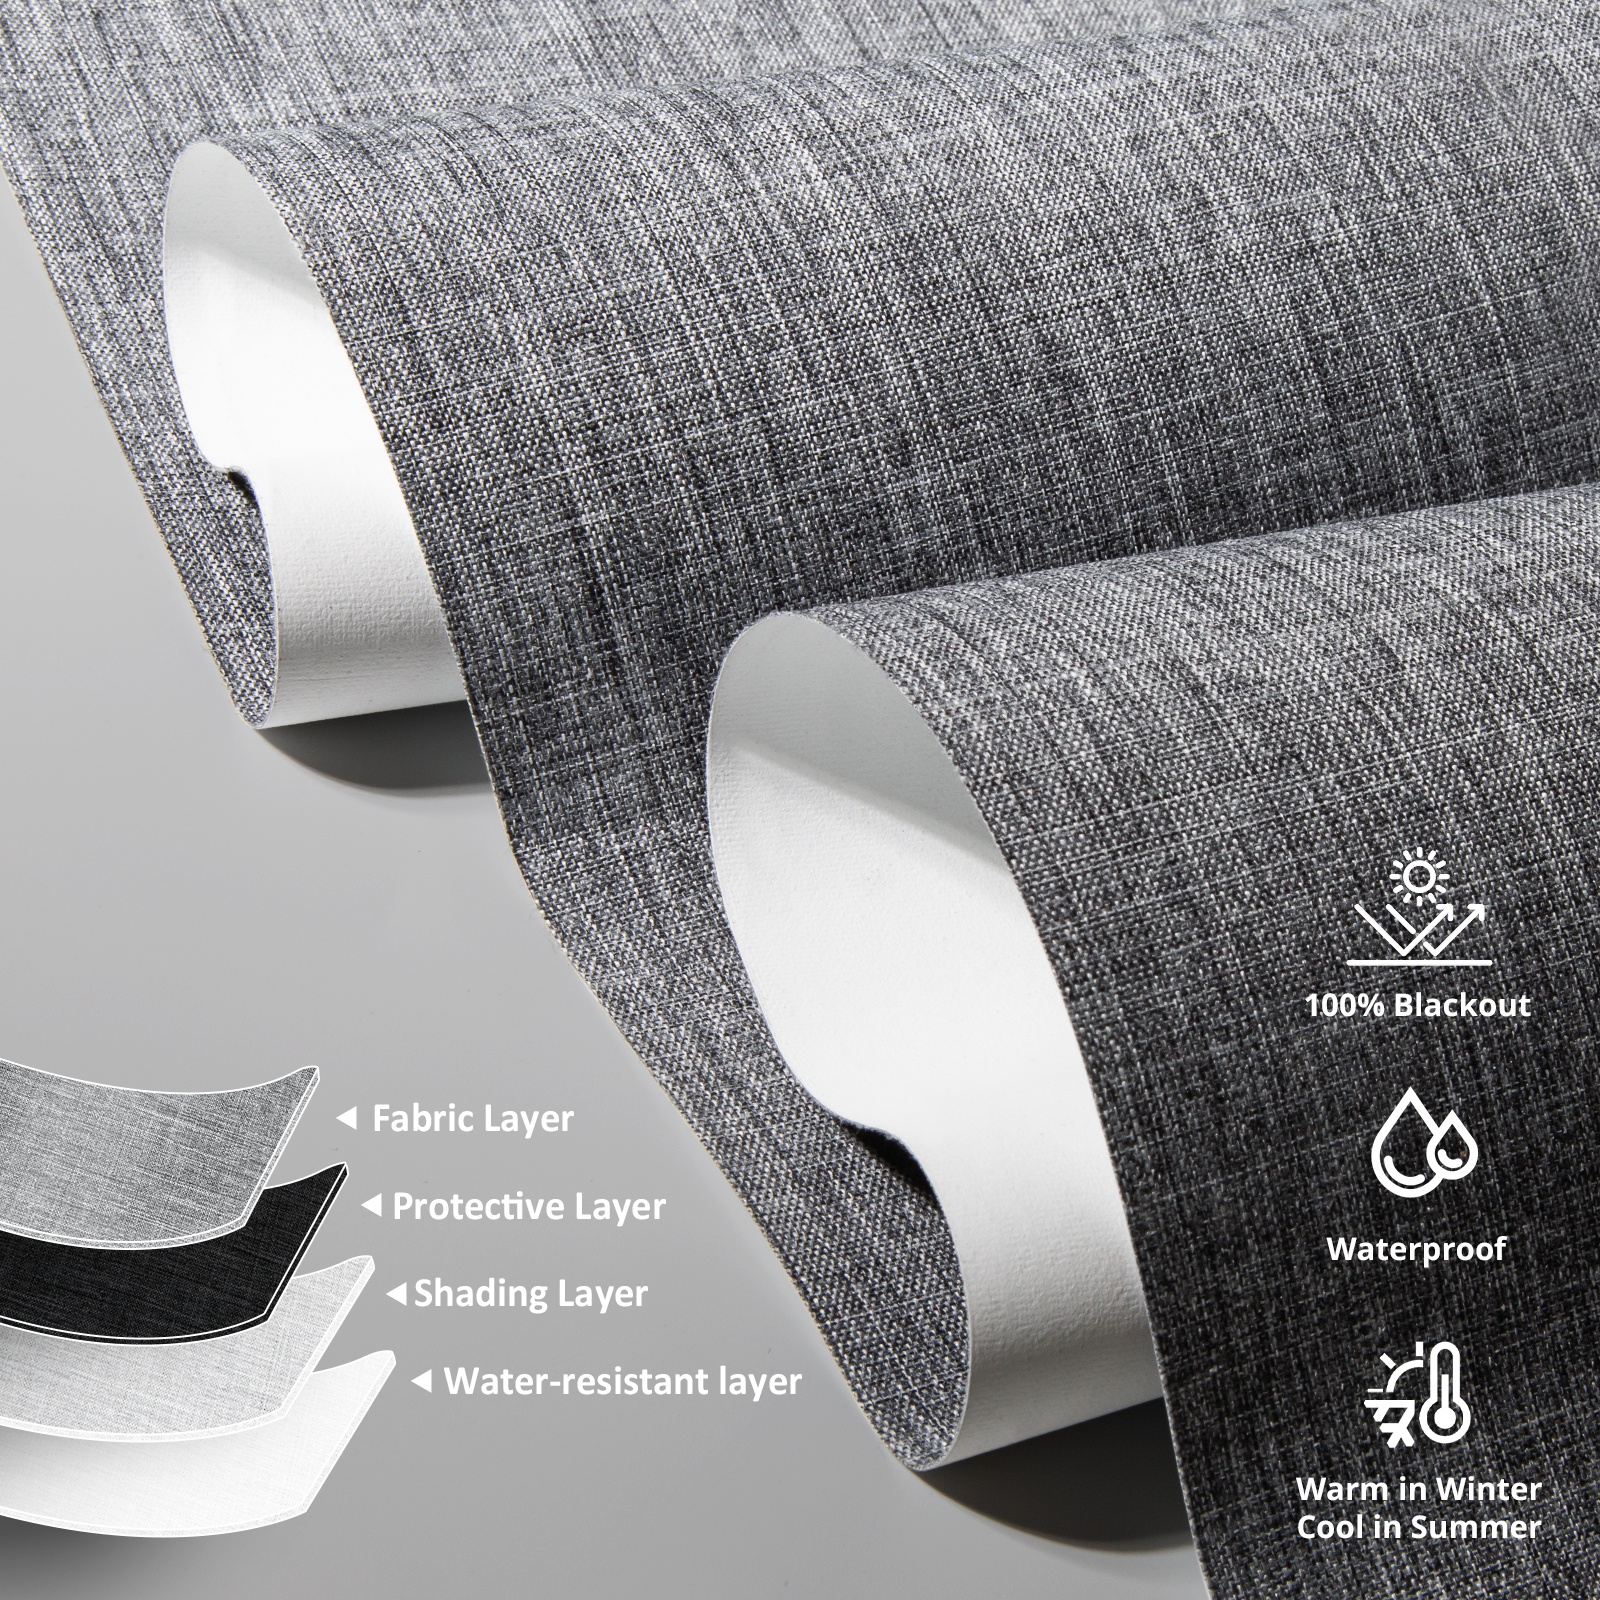 100% Blackout
Fabric Layer
Protective Layer
Waterproof
Shading Layer
Water-resistant layer
Warm in Winter
Cool in Summer